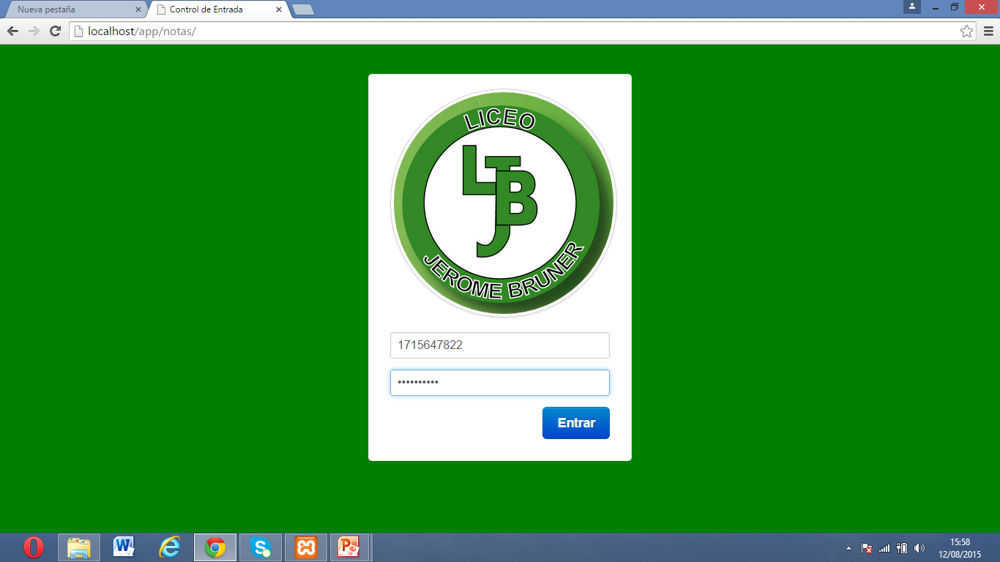 Nueva pestaña
Control de Entrada
localhost/app/notas/
LICEO
LJB
JEROME BRUNER
1715647822
••••••••••
Entrar
15:58
12/08/2015